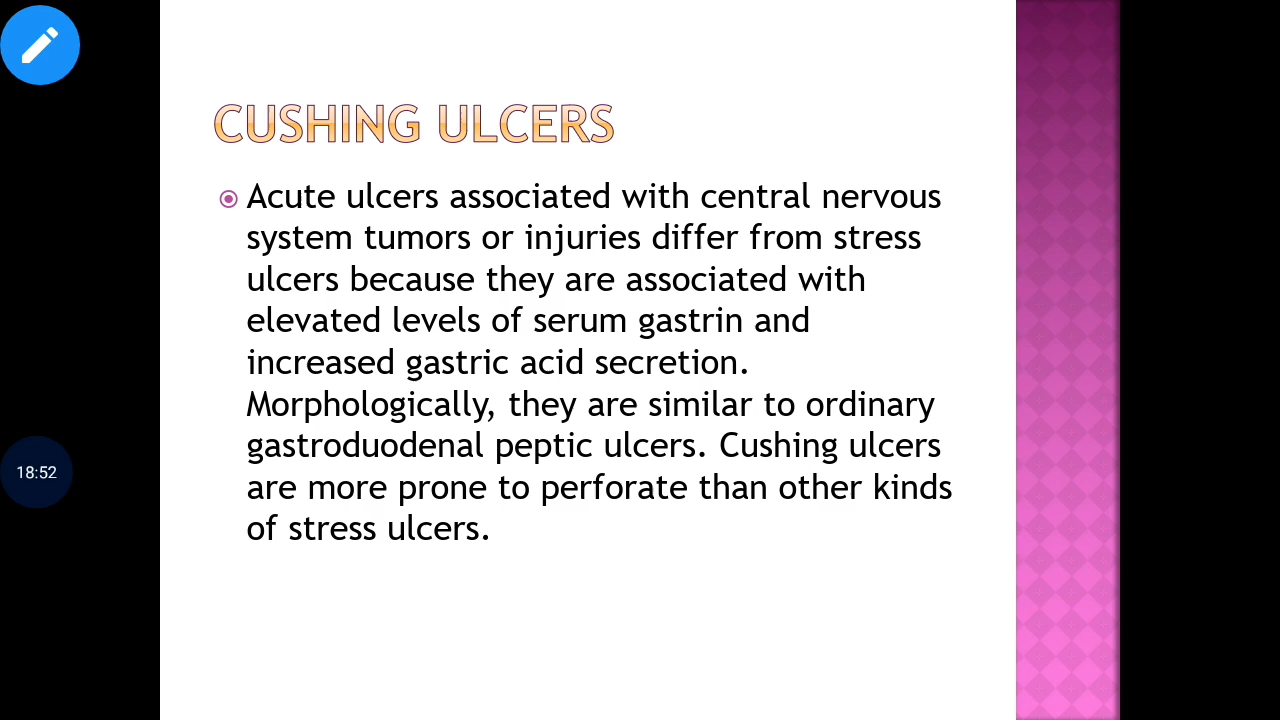 CUSHING ULCERS
Acute ulcers associated with central nervous
system tumors or injuries differ from stress
ulcers because they are associated with
elevated levels of serum gastrin and
increased gastric acid secretion.
Morphologically, they are similar to ordinary
gastroduodenal peptic ulcers. Cushing ulcers
are more prone to perforate than other kinds
of stress ulcers.
18:52